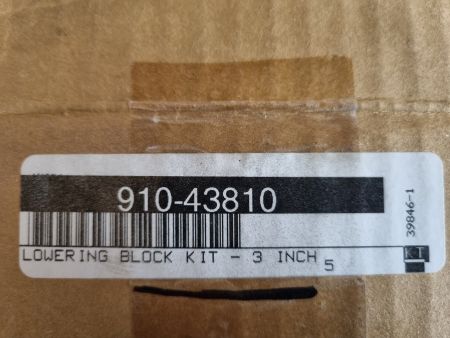 910-43810
39846-1
LOWERING BLOCK KIT - 3 INCH
5